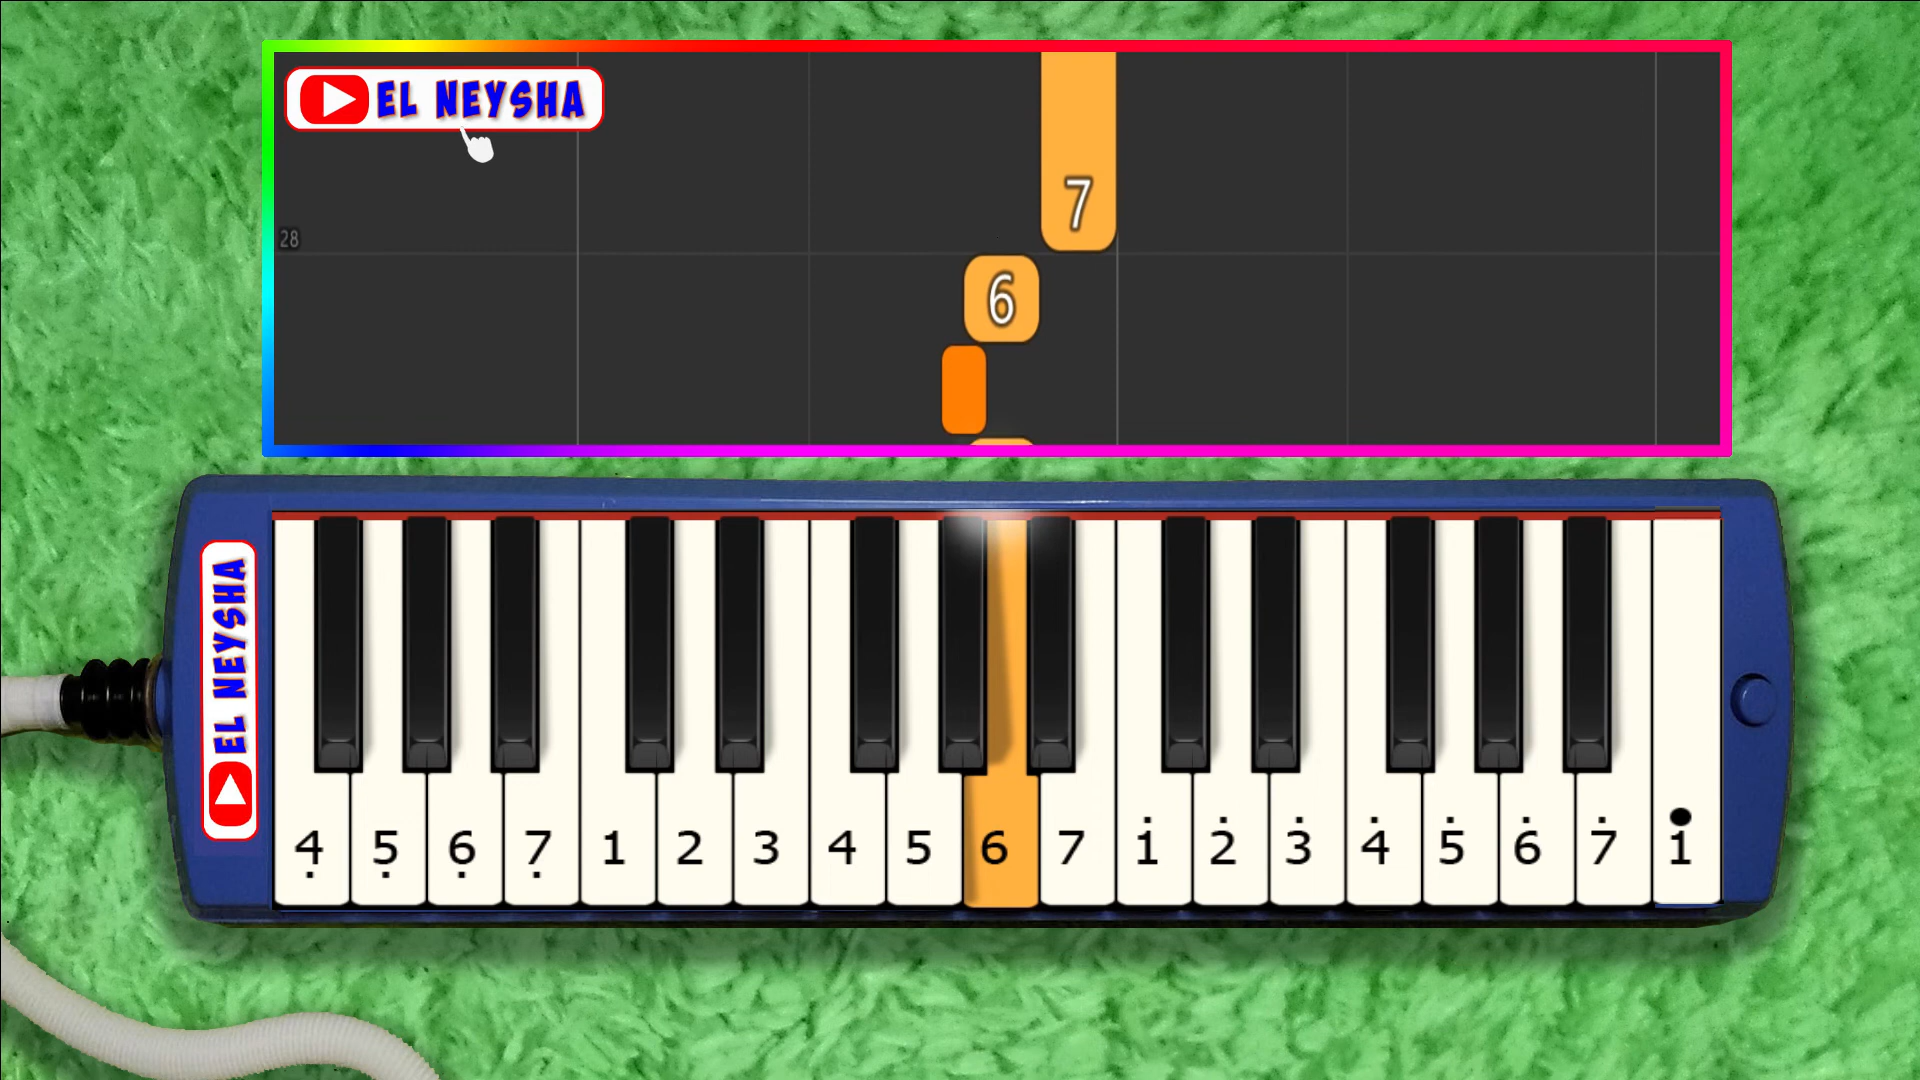 EL NEYSHA
7
28
6
EL NEYSHA
4̣ 5̣ 6̣ 7̣ 1 2 3 4 5 6 7 1̇ 2̇ 3̇ 4̇ 5̇ 6̇ 7̇ 1̇